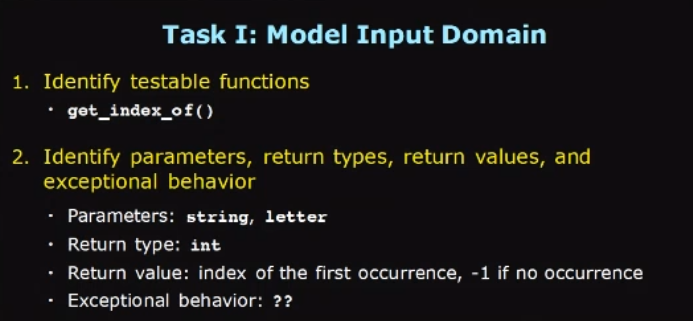 Task I: Model Input Domain
1. Identify testable functions
· get_index_of()
2. Identify parameters, return types, return values, and
exceptional behavior
· Parameters: string, letter
· Return type: int
· Return value: index of the first occurrence, -1 if no occurrence
· Exceptional behavior: ??